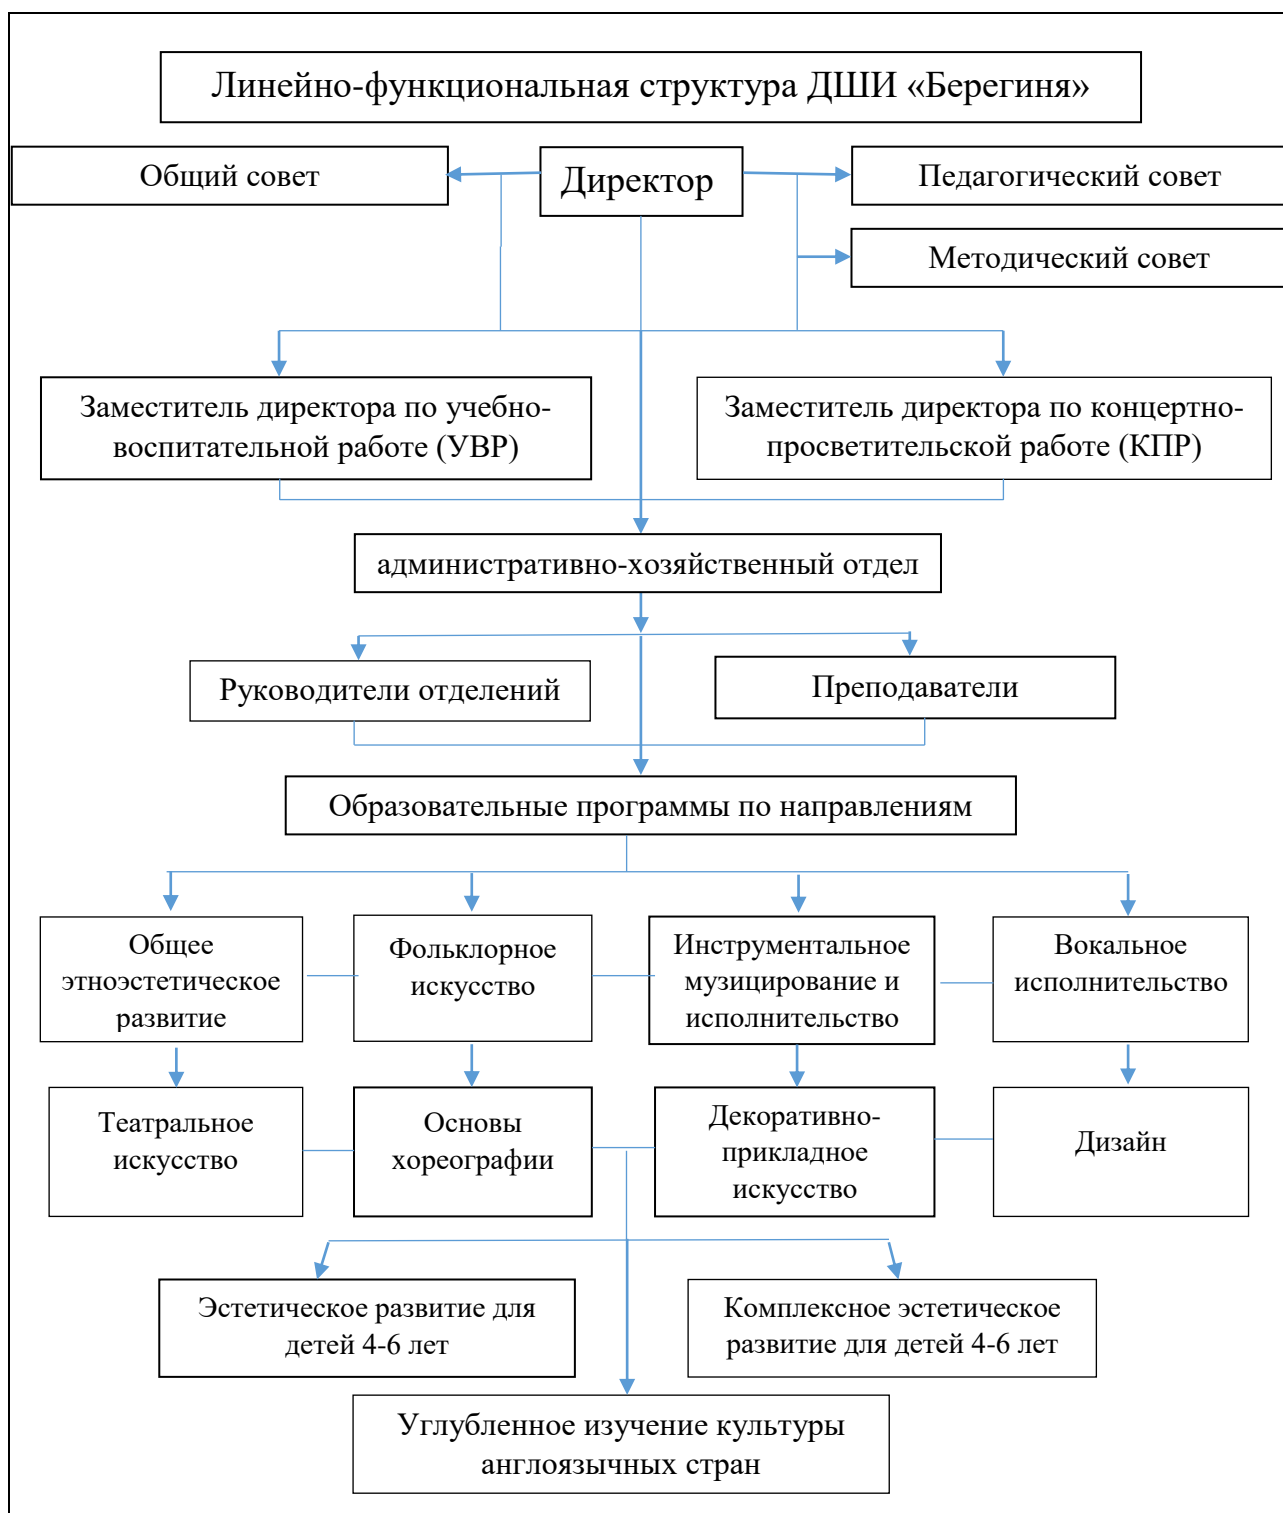 Линейно-функциональная структура ДШИ «Берегиня»
Общий совет
Директор
Педагогический совет
Методический совет
Заместитель директора по учебно-
воспитательной работе (УВР)
Заместитель директора по концертно-
просветительской работе (КПР)
административно-хозяйственный отдел
Руководители отделений
Преподаватели
Образовательные программы по направлениям
Общее
этноэстетическое
развитие
Фольклорное
искусство
Инструментальное
музицирование и
исполнительство
Вокальное
исполнительство
Театральное
искусство
Основы
хореографии
Декоративно-
прикладное
искусство
Дизайн
Эстетическое развитие для
детей 4-6 лет
Комплексное эстетическое
развитие для детей 4-6 лет
Углубленное изучение культуры
англоязычных стран